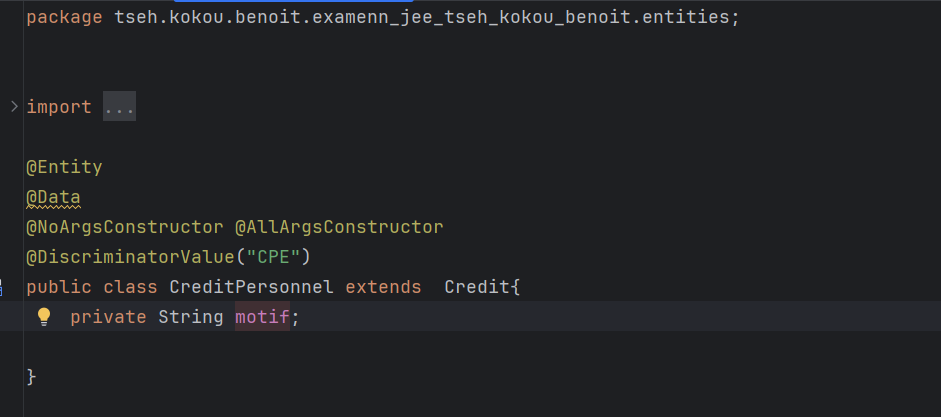 package tseh.kokou.benoit.examenn_jee_tseh_kokou_benoit.entities;
import ...
@Entity
@Data
@NoArgsConstructor @AllArgsConstructor
@DiscriminatorValue("CPE")
public class CreditPersonnel extends  Credit{
private String motif;
}